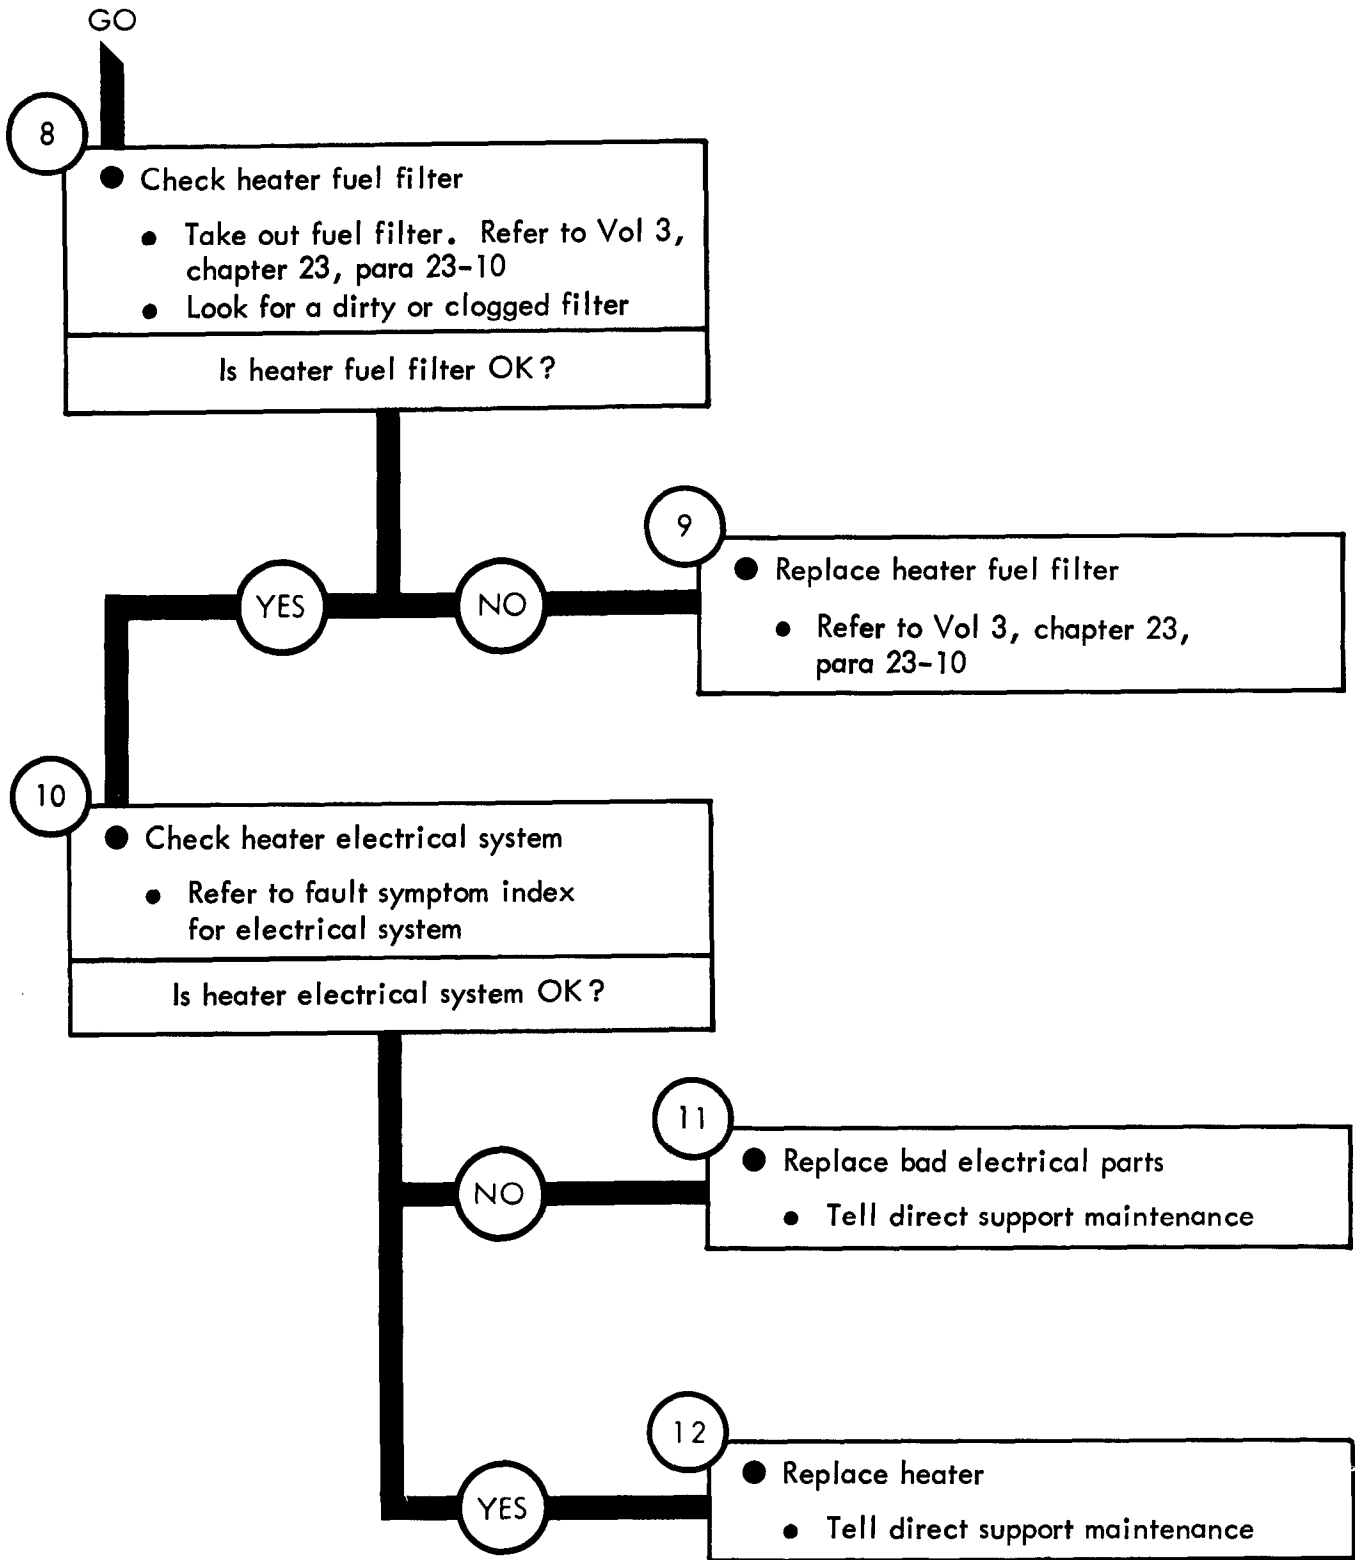 GO
8
● Check heater fuel filter
● Take out fuel filter. Refer to Vol 3,
chapter 23, para 23-10
● Look for a dirty or clogged filter
Is heater fuel filter OK?
YES
NO
9
● Replace heater fuel filter
● Refer to Vol 3, chapter 23,
para 23-10
10
● Check heater electrical system
● Refer to fault symptom index
for electrical system
Is heater electrical system OK?
NO
11
● Replace bad electrical parts
● Tell direct support maintenance
YES
12
● Replace heater
● Tell direct support maintenance